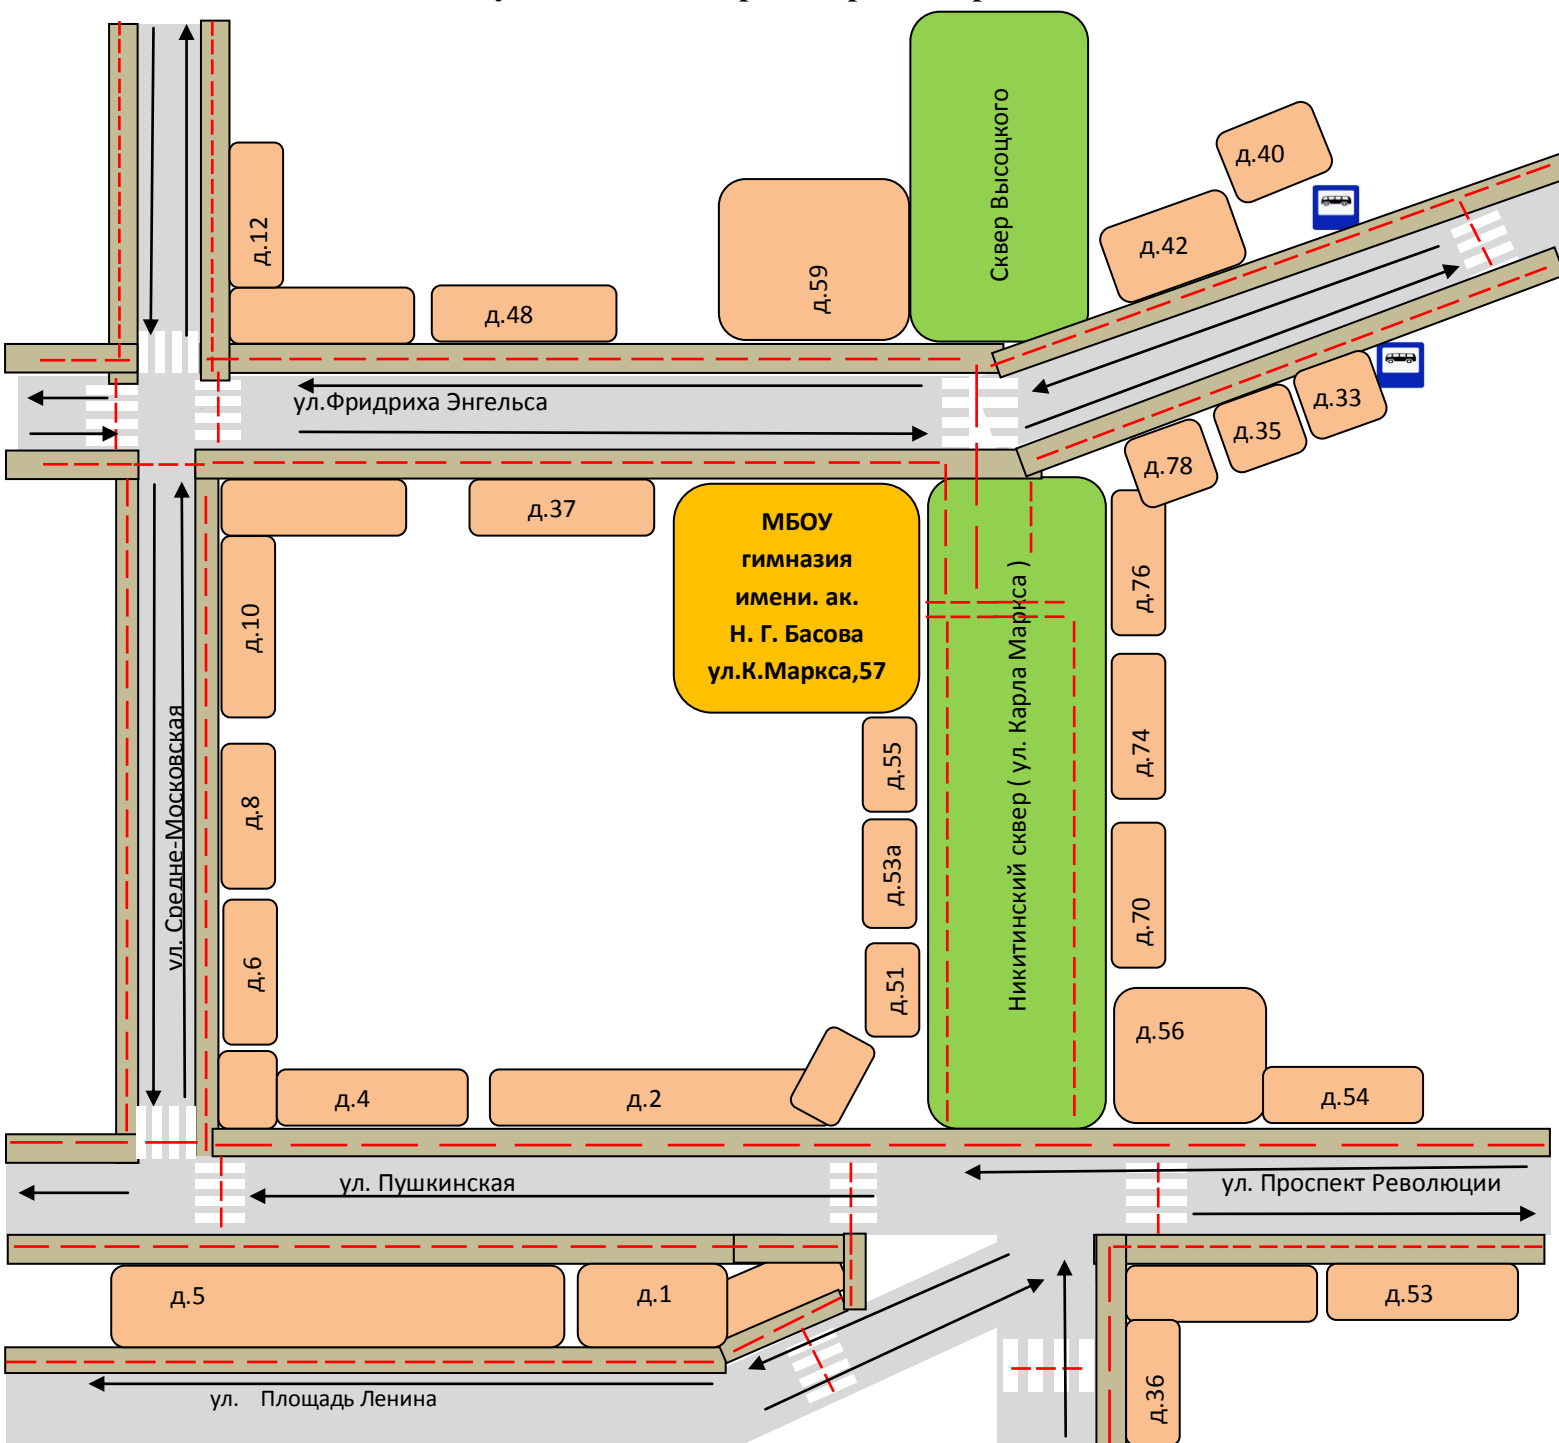 д.40
д.12
Сквер Высоцкого
д.42
д.59
д.48
ул.Фридриха Энгельса
д.33
д.35
д.78
д.37
МБОУ
гимназия
имени. ак.
Н. Г. Басова
ул.К.Маркса,57
д.10
д.76
Никитинский сквер ( ул. Карла Маркса )
ул. Средне-Московская
д.55
д.74
д.8
д.53а
д.70
д.6
д.51
д.56
д.4
д.2
д.54
ул. Пушкинская
ул. Проспект Революции
д.5
д.1
д.53
д.36
ул. Площадь Ленина